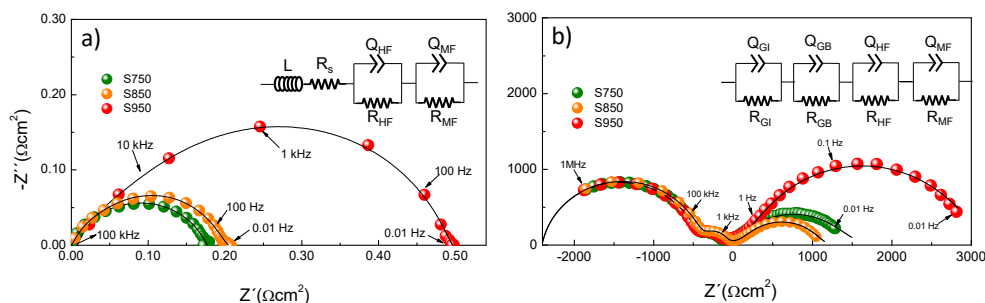 a)
0.30
0.20
0.10
0.00
-Z´´(Ωcm²)
0.00
0.10
0.20
0.30
0.40
0.50
Z´(Ωcm²)
S750
S850
S950
L
R_s
Q_HF
R_HF
Q_MF
R_MF
10 kHz
1 kHz
100 Hz
100 kHz
100 Hz
0.01 Hz
0.01 Hz
b)
3000
2000
1000
0
-2000
-1000
0
1000
2000
3000
Z´(Ωcm²)
S750
S850
S950
Q_GI
Q_GB
Q_HF
Q_MF
R_GI
R_GB
R_HF
R_MF
1MHz
100 kHz
1 kHz
1 Hz
0.1 Hz
0.01 Hz
0.01 Hz